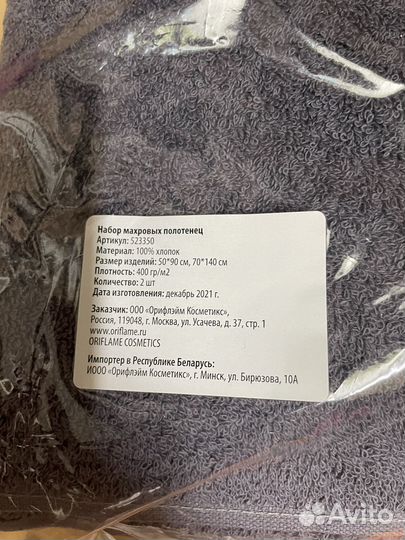 Набор махровых полотенец
Артикул: 523350
Материал: 100% хлопок
Размер изделий: 50*90 см, 70*140 см
Плотность: 400 гр/м2
Количество: 2 шт
Дата изготовления: декабрь 2021 г.
Заказчик: ООО «Орифлэйм Косметикс»,
Россия, 119048, г. Москва, ул. Усачева, д. 37, стр. 1
www.oriflame.ru
ORIFLAME COSMETICS
Импортер в Республике Беларусь:
ИООО «Орифлэйм Косметикс», г. Минск, ул. Бирюзова, 10А
Avito